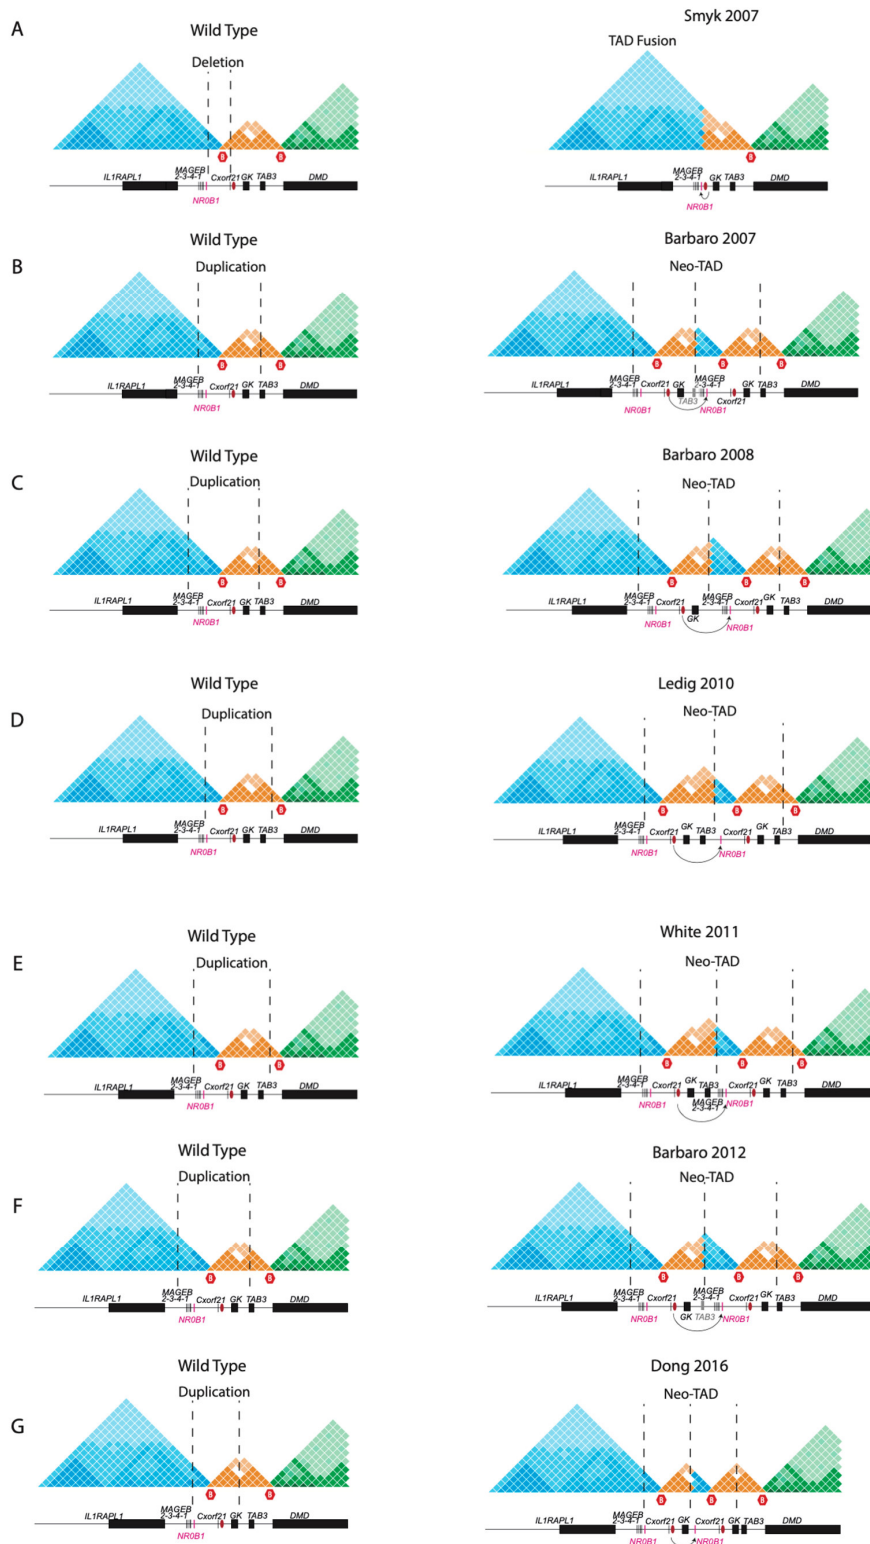 A
Wild Type
Deletion
B B
MAGEB
IL1RAPL1 2-3-4-1 Cxorf21 GK TAB3 DMD
NR0B1
Smyk 2007
TAD Fusion
B
MAGEB
IL1RAPL1 2-3-4-1 GK TAB3 DMD
NR0B1
B
Wild Type
Duplication
B B
MAGEB
IL1RAPL1 2-3-4-1 Cxorf21 GK TAB3 DMD
NR0B1
Barbaro 2007
Neo-TAD
B B B
MAGEB MAGEB GK
IL1RAPL1 2-3-4-1 Cxorf21 GK 2-3-4-1 TAB3 DMD
TAB3 Cxorf21
NR0B1 NR0B1
C
Wild Type
Duplication
B B
MAGEB
IL1RAPL1 2-3-4-1 Cxorf21 GK TAB3 DMD
NR0B1
Barbaro 2008
Neo-TAD
B B B
MAGEB MAGEB GK
IL1RAPL1 2-3-4-1 Cxorf21 2-3-4-1 Cxorf21 TAB3 DMD
GK
NR0B1 NR0B1
D
Wild Type
Duplication
B B
MAGEB
IL1RAPL1 2-3-4-1 Cxorf21 GK TAB3 DMD
NR0B1
Ledig 2010
Neo-TAD
B B B
MAGEB GK GK
IL1RAPL1 2-3-4-1 Cxorf21 TAB3 Cxorf21 TAB3 DMD
NR0B1 NR0B1
E
Wild Type
Duplication
B B
MAGEB
IL1RAPL1 2-3-4-1 Cxorf21 GK TAB3 DMD
NR0B1
White 2011
Neo-TAD
B B B
MAGEB GK GK
IL1RAPL1 2-3-4-1 Cxorf21 TAB3 Cxorf21 TAB3 DMD
MAGEB
NR0B1 2-3-4-1 NR0B1
F
Wild Type
Duplication
B B
MAGEB
IL1RAPL1 2-3-4-1 Cxorf21 GK TAB3 DMD
NR0B1
Barbaro 2012
Neo-TAD
B B B
MAGEB MAGEB GK
IL1RAPL1 2-3-4-1 Cxorf21 2-3-4-1 Cxorf21 TAB3 DMD
NR0B1 GK TAB3 NR0B1
G
Wild Type
Duplication
B B
MAGEB
IL1RAPL1 2-3-4-1 Cxorf21 GK TAB3 DMD
NR0B1
Dong 2016
Neo-TAD
B B B
MAGEB
IL1RAPL1 2-3-4-1 Cxorf21 GK Cxorf21 GK TAB3 DMD
NR0B1 NR0B1